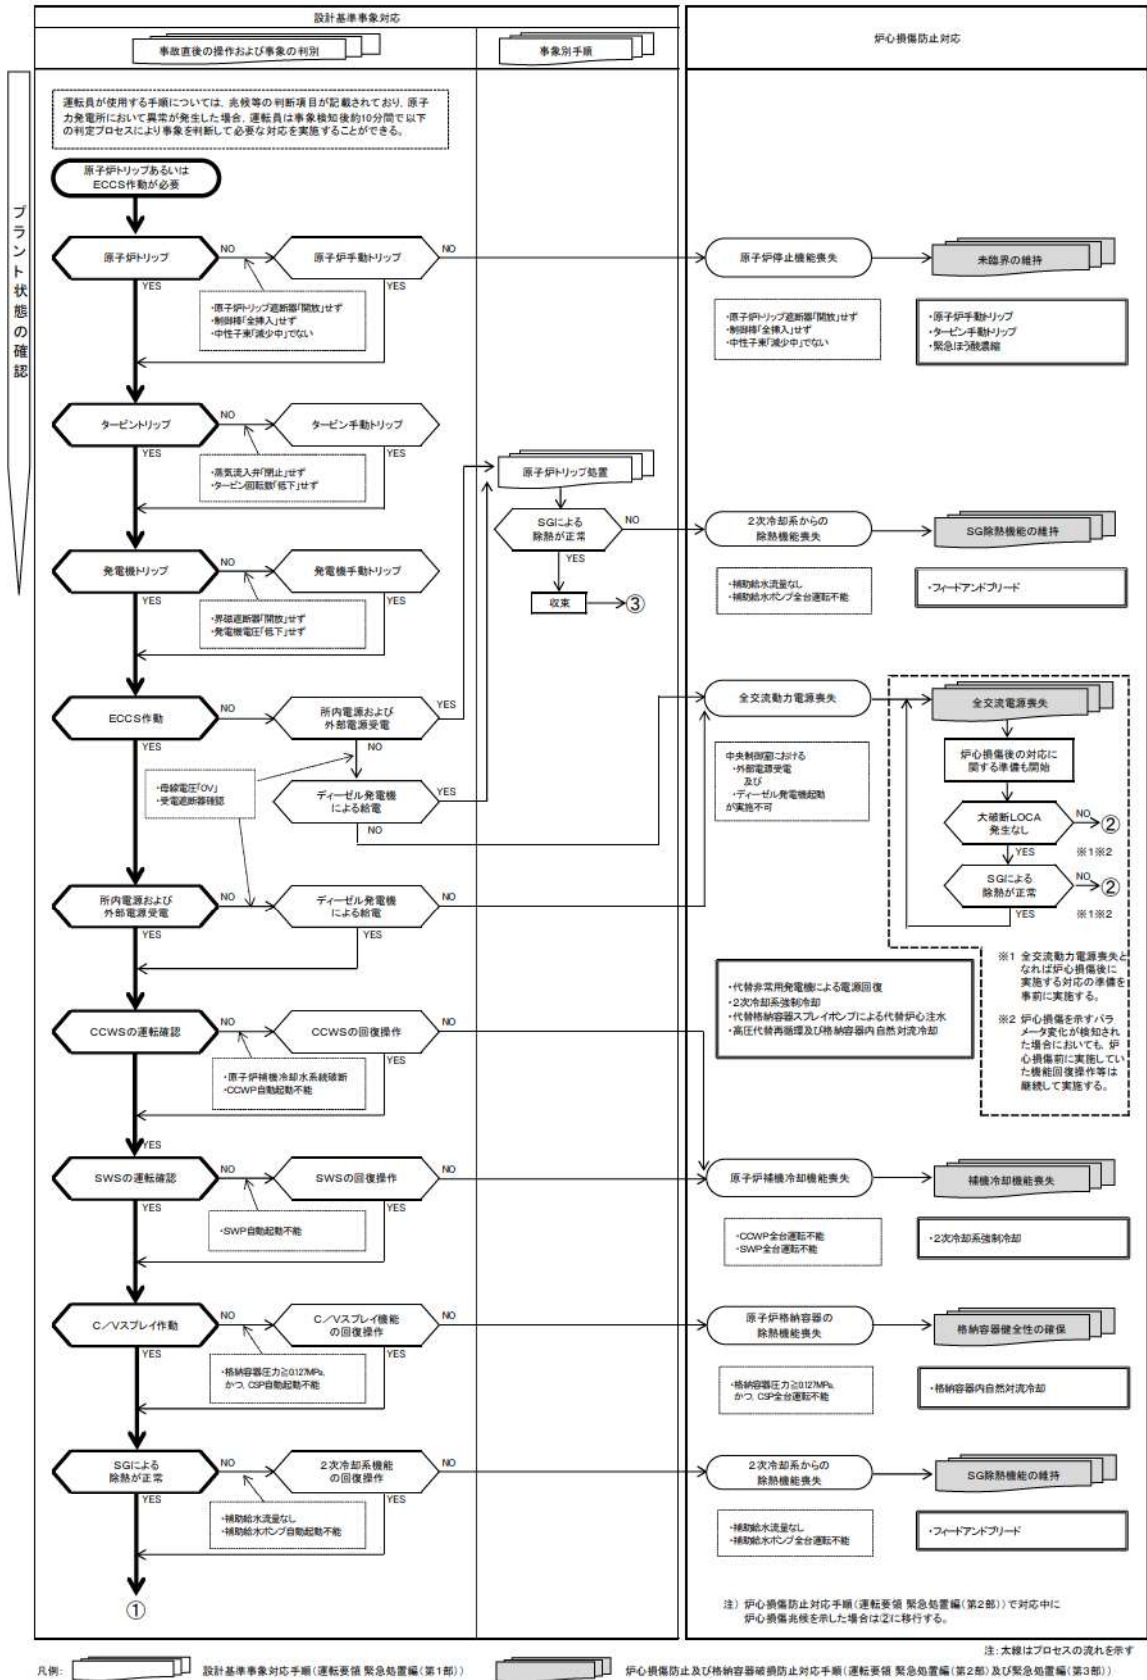 設計基準事象対応
事故直後の操作および事象の判別
事象別手順
炉心損傷防止対応
プラント状態の確認
運転員が使用する手順については、兆候等の判断項目が記載されており、原子
力発電所において異常が発生した場合、運転員は事象検知後約10分間で以下
の判定プロセスにより事象を判断して必要な対応を実施することができる。
原子炉トリップあるいは
ECCS作動が必要
原子炉トリップ
NO
原子炉手動トリップ
NO
原子炉停止機能喪失
未臨界の維持
YES
YES
・原子炉トリップ遮断器「開放」せず
・制御棒「全挿入」せず
・中性子束「減少中」でない
・原子炉トリップ遮断器「開放」せず
・制御棒「全挿入」せず
・中性子束「減少中」でない
・原子炉手動トリップ
・タービン手動トリップ
・緊急ほう酸濃縮
タービントリップ
NO
タービン手動トリップ
YES
YES
・蒸気流入弁「閉止」せず
・タービン回転数「低下」せず
原子炉トリップ処置
SGによる
除熱が正常
NO
YES
収束
③
2次冷却系からの
除熱機能喪失
SG除熱機能の維持
・補助給水流量なし
・補助給水ポンプ全台運転不能
・フィードアンドブリード
発電機トリップ
NO
発電機手動トリップ
YES
YES
・界磁遮断器「開放」せず
・発電機電圧「低下」せず
ECCS作動
NO
所内電源および
外部電源受電
YES
YES
NO
・母線電圧「0V」
・受電遮断器確認
ディーゼル発電機
による給電
YES
NO
全交流動力電源喪失
全交流電源喪失
中央制御室における
・外部電源受電
及び
・ディーゼル発電機起動
が実施不可
炉心損傷後の対応に
関する準備も開始
大破断LOCA
発生なし
NO
②
YES
※1※2
SGによる
除熱が正常
NO
②
YES
※1※2
所内電源および
外部電源受電
NO
ディーゼル発電機
による給電
NO
YES
YES
※1 全交流動力電源喪失と
なれば炉心損傷後に
実施する対応の準備を
事前に実施する。
※2 炉心損傷を示すパラ
メータ変化が検知され
た場合においても、炉
心損傷前に実施してい
た機能回復操作等は
継続して実施する。
・代替非常用発電機による電源回復
・2次冷却系強制冷却
・代替格納容器スプレイポンプによる代替炉心注水
・高圧代替再循環及び格納容器内自然対流冷却
CCWSの運転確認
NO
CCWSの回復操作
NO
YES
・原子炉補機冷却水系統破断
・CCWP自動起動不能
YES
SWSの運転確認
NO
SWSの回復操作
NO
原子炉補機冷却機能喪失
補機冷却機能喪失
YES
YES
・SWP自動起動不能
・CCWP全台運転不能
・SWP全台運転不能
・2次冷却系強制冷却
C／Vスプレイ作動
NO
C／Vスプレイ機能
の回復操作
NO
原子炉格納容器の
除熱機能喪失
格納容器健全性の確保
YES
YES
・格納容器圧力≧0.127MPa、
かつ、CSP自動起動不能
・格納容器圧力≧0.127MPa、
かつ、CSP全台運転不能
・格納容器内自然対流冷却
SGによる
除熱が正常
NO
2次冷却系機能
の回復操作
NO
2次冷却系からの
除熱機能喪失
SG除熱機能の維持
YES
YES
・補助給水流量なし
・補助給水ポンプ自動起動不能
・補助給水流量なし
・補助給水ポンプ全台運転不能
・フィードアンドブリード
①
注） 炉心損傷防止対応手順（運転要領 緊急処置編（第2部））で対応中に
炉心損傷兆候を示した場合は②に移行する。
注：太線はプロセスの流れを示す
凡例：
設計基準事象対応手順（運転要領 緊急処置編（第1部））
炉心損傷防止及び格納容器破損防止対応手順（運転要領 緊急処置編（第2部）及び緊急処置編（第3部））